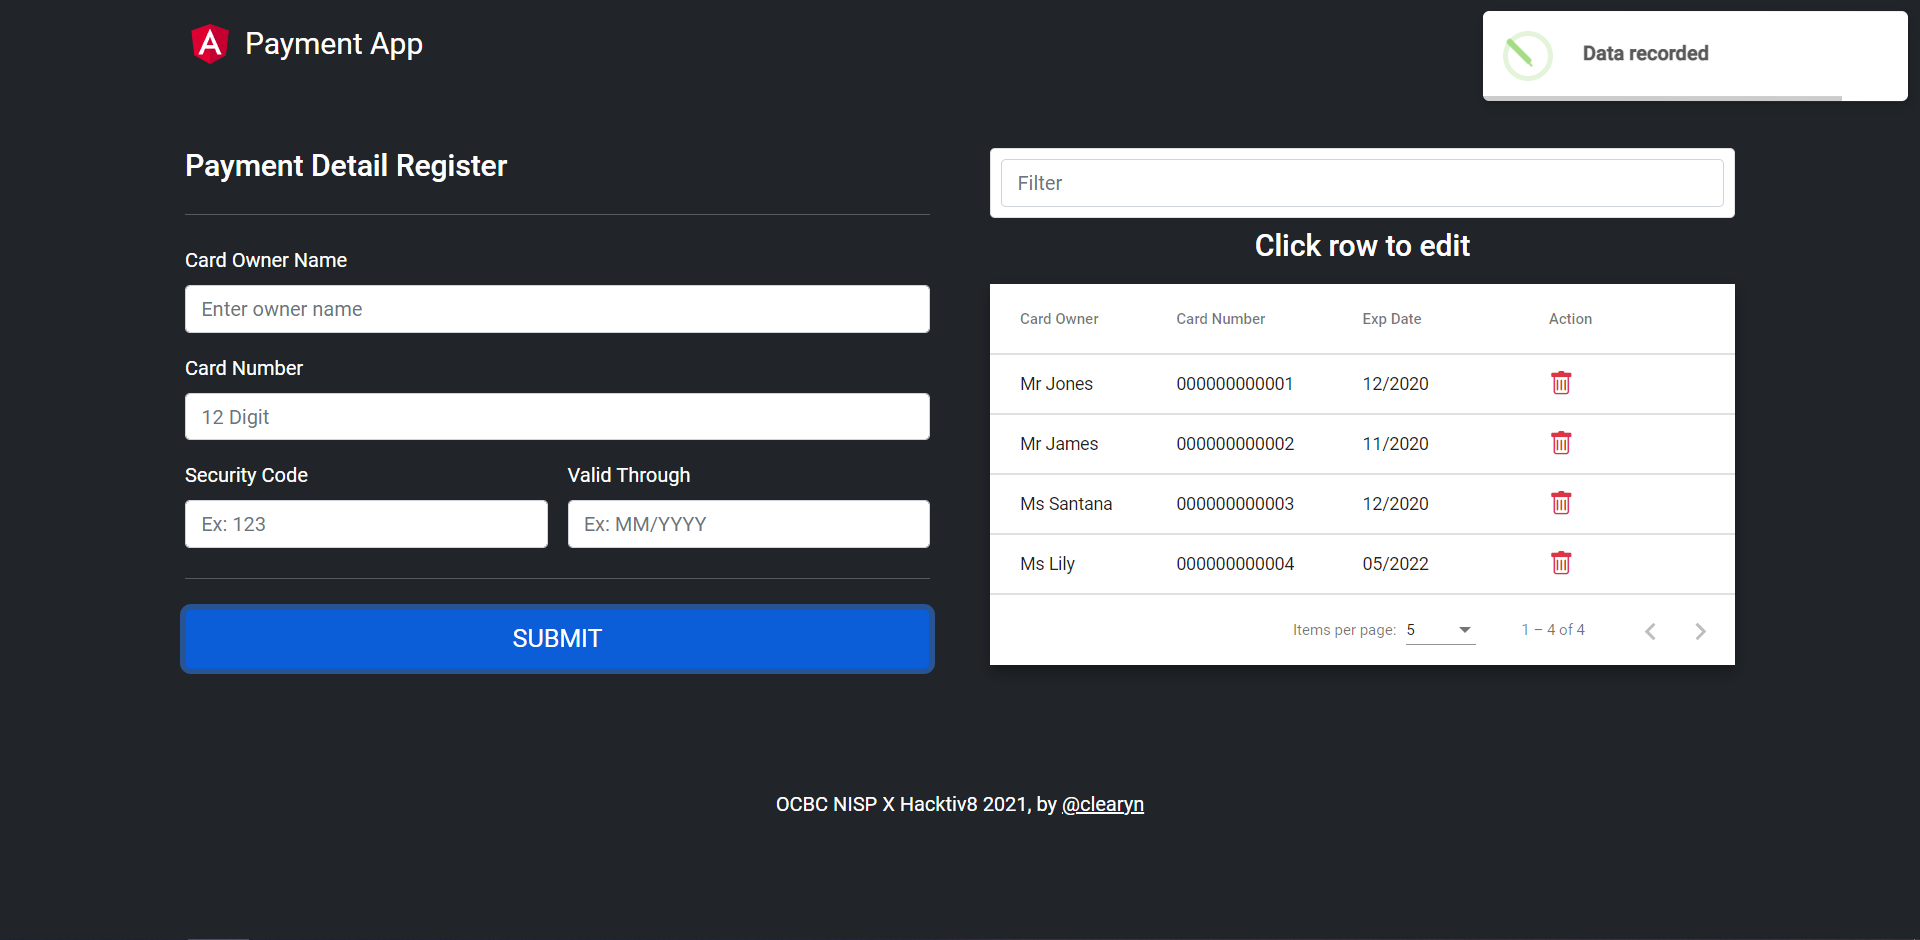 Payment App
Data recorded
Payment Detail Register
Card Owner Name
Enter owner name
Card Number
12 Digit
Security Code Valid Through
Ex: 123 Ex: MM/YYYY
SUBMIT
Filter
Click row to edit
Card Owner Card Number Exp Date Action
Mr Jones 000000000001 12/2020
Mr James 000000000002 11/2020
Ms Santana 000000000003 12/2020
Ms Lily 000000000004 05/2022
Items per page: 5 1 – 4 of 4
OCBC NISP X Hacktiv8 2021, by @clearyn